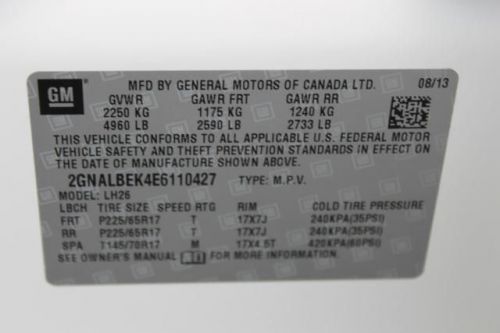 GM
MFD BY GENERAL MOTORS OF CANADA LTD. 08/13
GVWR GAWR FRT GAWR RR
2250 KG 1175 KG 1240 KG
4960 LB 2590 LB 2733 LB
THIS VEHICLE CONFORMS TO ALL APPLICABLE U.S. FEDERAL MOTOR
VEHICLE SAFETY AND THEFT PREVENTION STANDARDS IN EFFECT ON
THE DATE OF MANUFACTURE SHOWN ABOVE.
2GNALBEK4E6110427 TYPE: M.P.V.
MODEL: LH26
LBCH TIRE SIZE SPEED RTG RIM COLD TIRE PRESSURE
FRT P225/65R17 T 17X7J 240KPA(35PSI)
RR P225/65R17 T 17X7J 240KPA(35PSI)
SPA T145/70R17 M 17X4.5T 420KPA(60PSI)
SEE OWNER'S MANUAL FOR MORE INFORMATION.